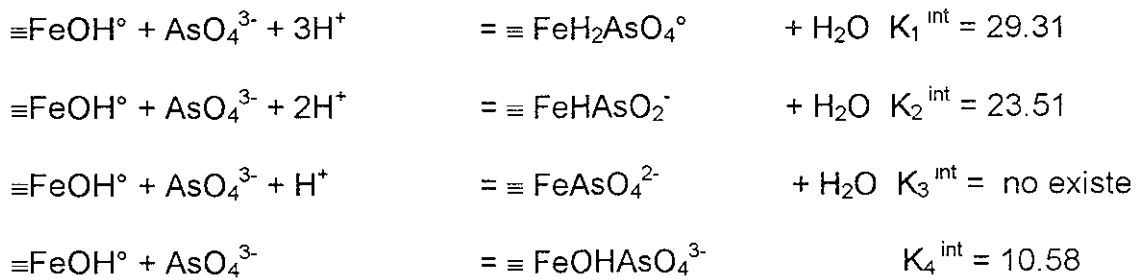 ≡FeOH° + AsO₄³⁻ + 3H⁺ = ≡ FeH₂AsO₄° + H₂O K₁ ᴵⁿᵗ = 29.31
≡FeOH° + AsO₄³⁻ + 2H⁺ = ≡ FeHAsO₂⁻ + H₂O K₂ ⁱⁿᵗ = 23.51
≡FeOH° + AsO₄³⁻ + H⁺ = ≡ FeAsO₄²⁻ + H₂O K₃ ⁱⁿᵗ = no existe
≡FeOH° + AsO₄³⁻ = ≡ FeOHAsO₄³⁻ K₄ ⁱⁿᵗ = 10.58